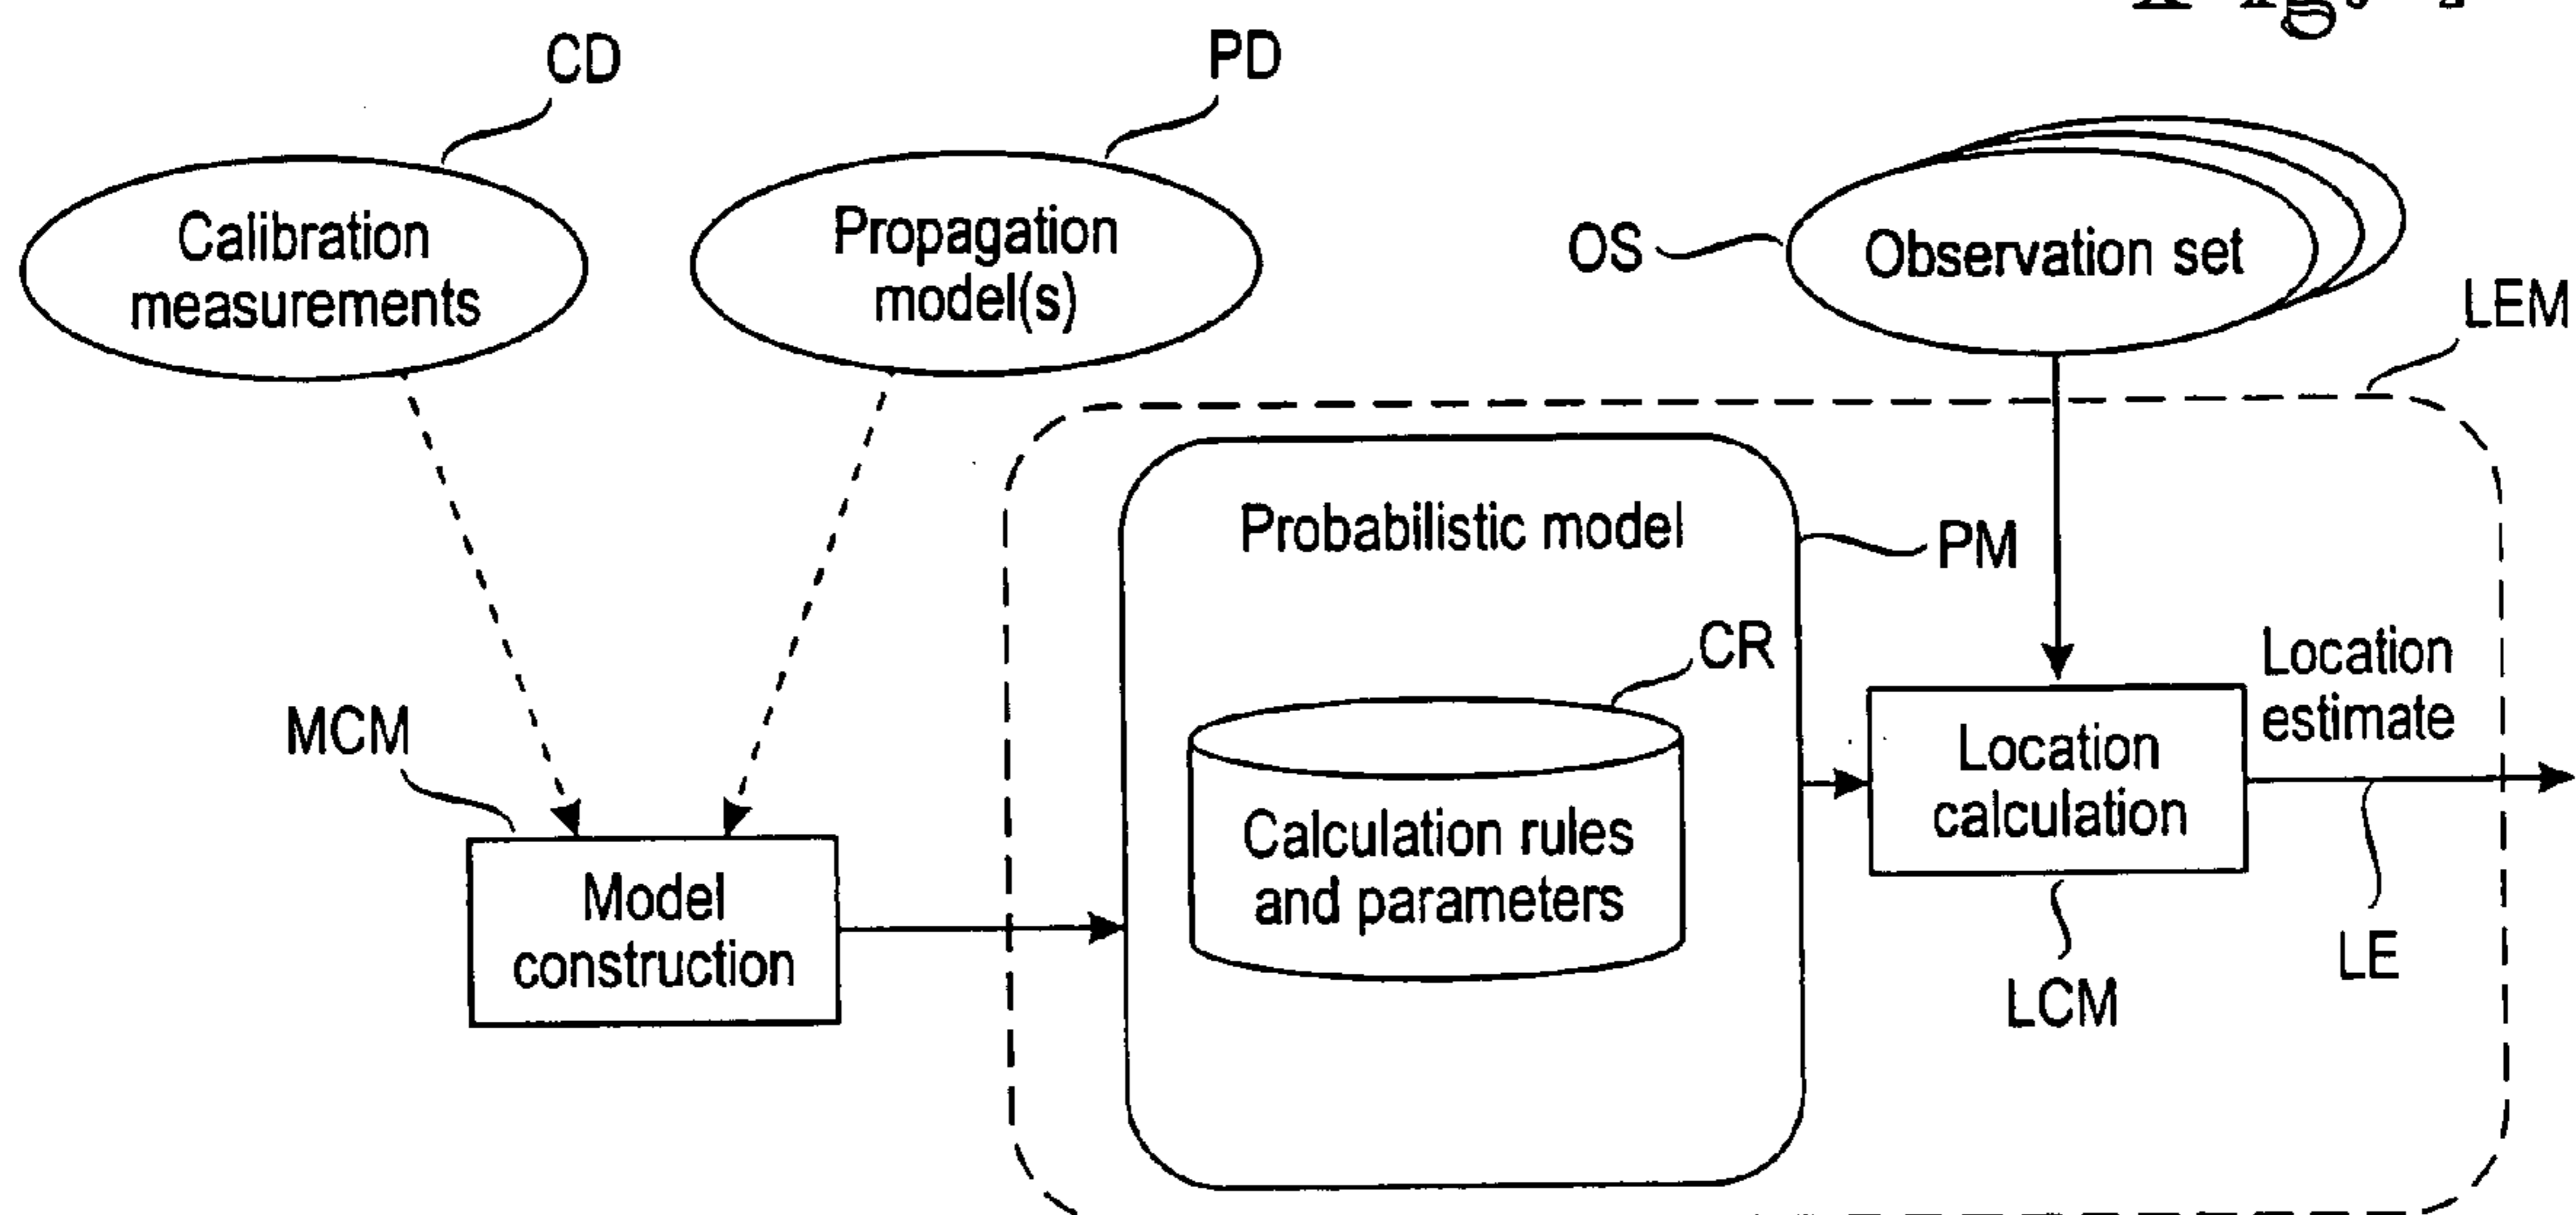 CD
PD
Calibration
measurements
Propagation
model(s)
OS
Observation set
LEM
Probabilistic model
PM
CR
MCM
Location
estimate
Location
calculation
Calculation rules
and parameters
Model
construction
LE
LCM